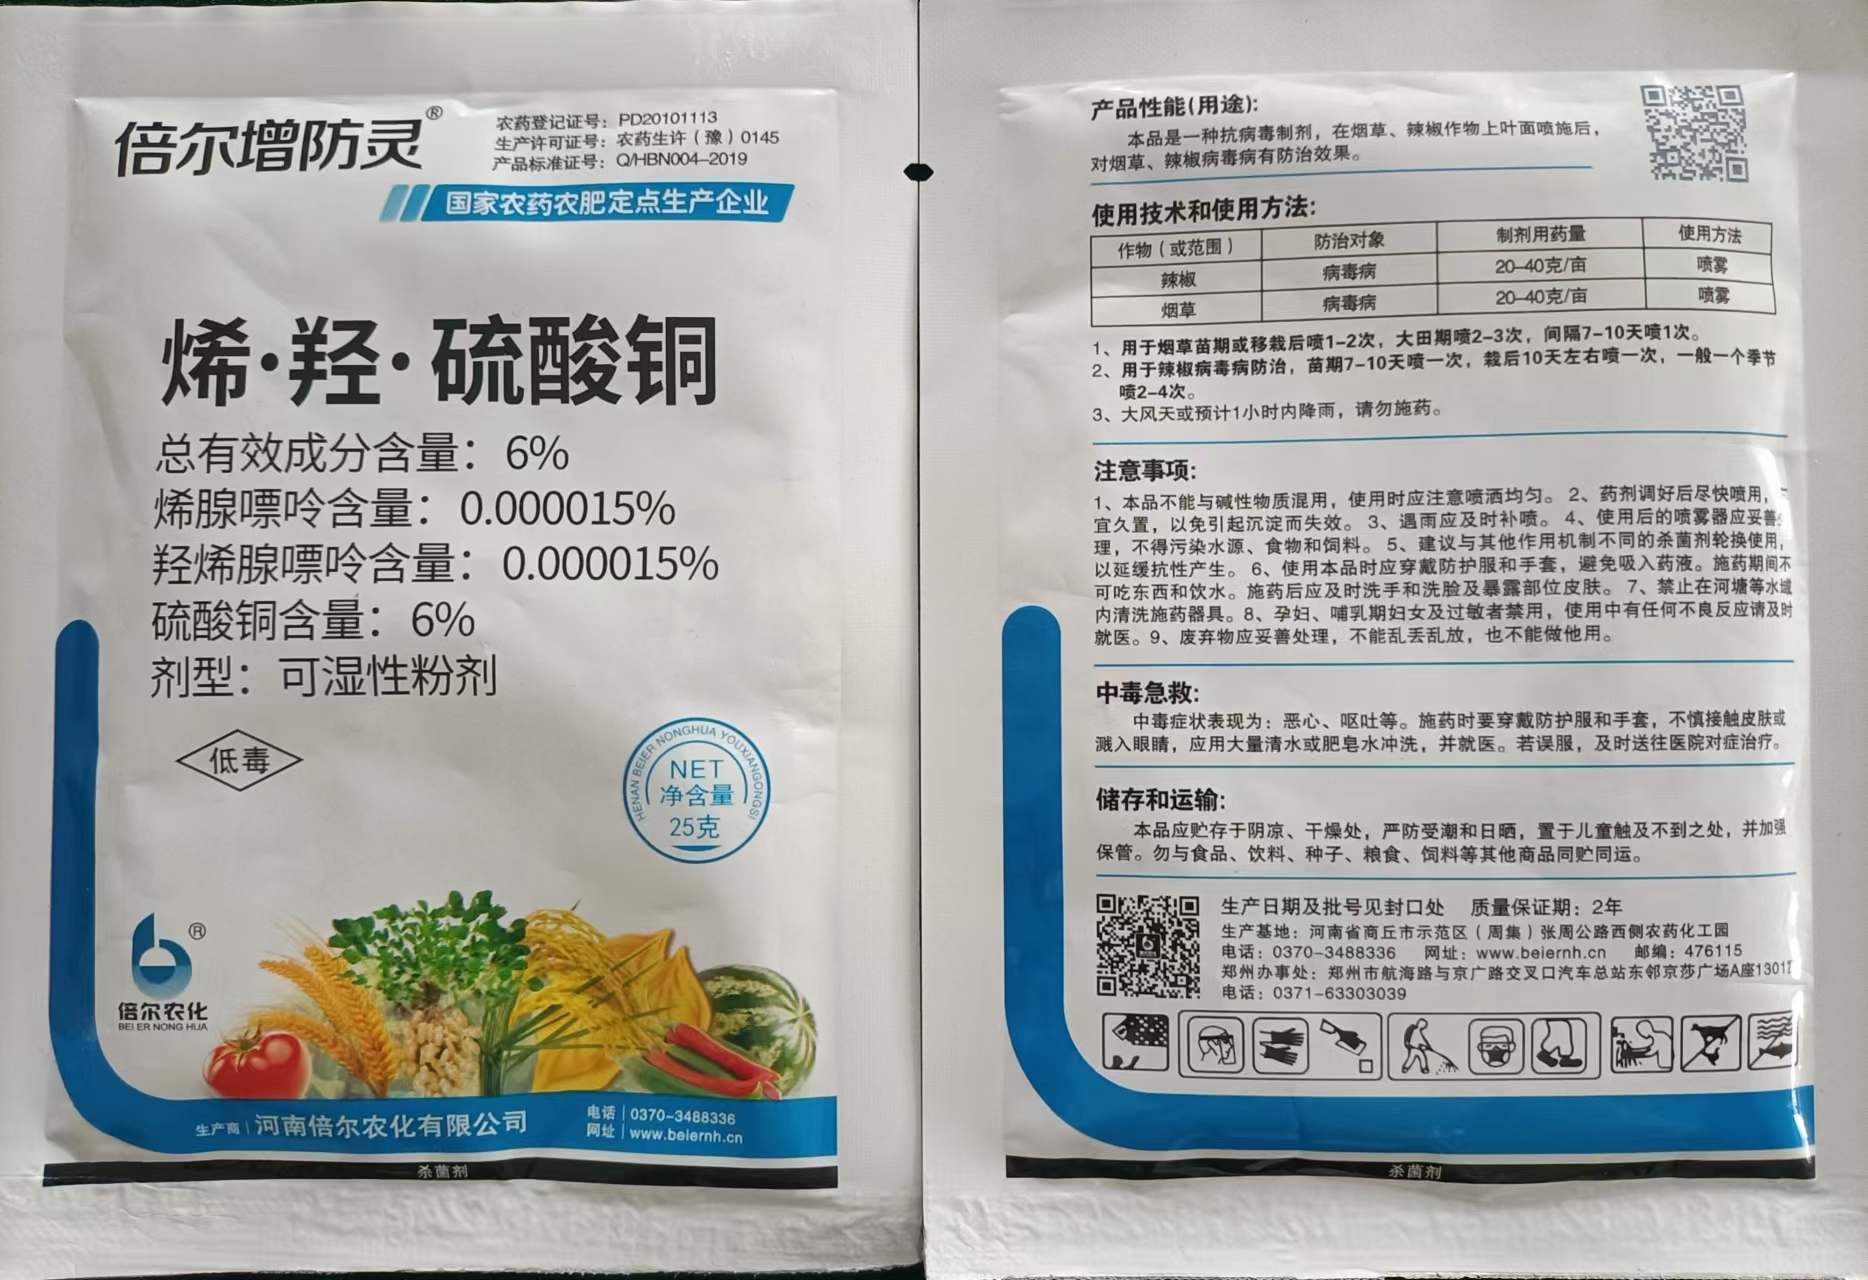 倍尔增防灵®
农药登记证号：PD20101113
生产许可证号：农药生许（豫）0145
产品标准证号：Q/HBN004-2019
国家农药农肥定点生产企业
烯·羟·硫酸铜
总有效成分含量：6%
烯腺嘌呤含量：0.000015%
羟烯腺嘌呤含量：0.000015%
硫酸铜含量：6%
剂型：可湿性粉剂
低毒
HENAN BEIER NONGHUA YOUXIANGONGSI
NET
净含量
25克
®
倍尔农化
BEI ER NONG HUA
生产商 河南倍尔农化有限公司
电话 0370-3488336
网址 www.beiernh.cn
杀菌剂
产品性能(用途):
本品是一种抗病毒制剂，在烟草、辣椒作物上叶面喷施后，
对烟草、辣椒病毒病有防治效果。
使用技术和使用方法:
作物（或范围） 防治对象 制剂用药量 使用方法
辣椒 病毒病 20-40克/亩 喷雾
烟草 病毒病 20-40克/亩 喷雾
1、用于烟草苗期或移栽后喷1-2次，大田期喷2-3次，间隔7-10天喷1次。
2、用于辣椒病毒病防治，苗期7-10天喷一次，栽后10天左右喷一次，一般一个季节
喷2-4次。
3、大风天或预计1小时内降雨，请勿施药。
注意事项:
1、本品不能与碱性物质混用，使用时应注意喷洒均匀。2、药剂调好后尽快喷用，
宜久置，以免引起沉淀而失效。3、遇雨应及时补喷。4、使用后的喷雾器应妥善
理，不得污染水源、食物和饲料。5、建议与其他作用机制不同的杀菌剂轮换使用，
以延缓抗性产生。6、使用本品时应穿戴防护服和手套，避免吸入药液。施药期间不
可吃东西和饮水。施药后应及时洗手和洗脸及暴露部位皮肤。7、禁止在河塘等水域
内清洗施药器具。8、孕妇、哺乳期妇女及过敏者禁用，使用中有任何不良反应请及时
就医。9、废弃物应妥善处理，不能乱丢乱放，也不能做他用。
中毒急救:
中毒症状表现为：恶心、呕吐等。施药时要穿戴防护服和手套，不慎接触皮肤或
溅入眼睛，应用大量清水或肥皂水冲洗，并就医。若误服，及时送往医院对症治疗。
储存和运输:
本品应贮存于阴凉、干燥处，严防受潮和日晒，置于儿童触及不到之处，并加强
保管。勿与食品、饮料、种子、粮食、饲料等其他商品同贮同运。
生产日期及批号见封口处 质量保证期：2年
生产基地：河南省商丘市示范区（周集）张周公路西侧农药化工园
电话：0370-3488336 网址：www.beiernh.cn 邮编：476115
郑州办事处：郑州市航海路与京广路交叉口汽车总站东邻京莎广场A座1301
电话：0371-63303039
杀菌剂